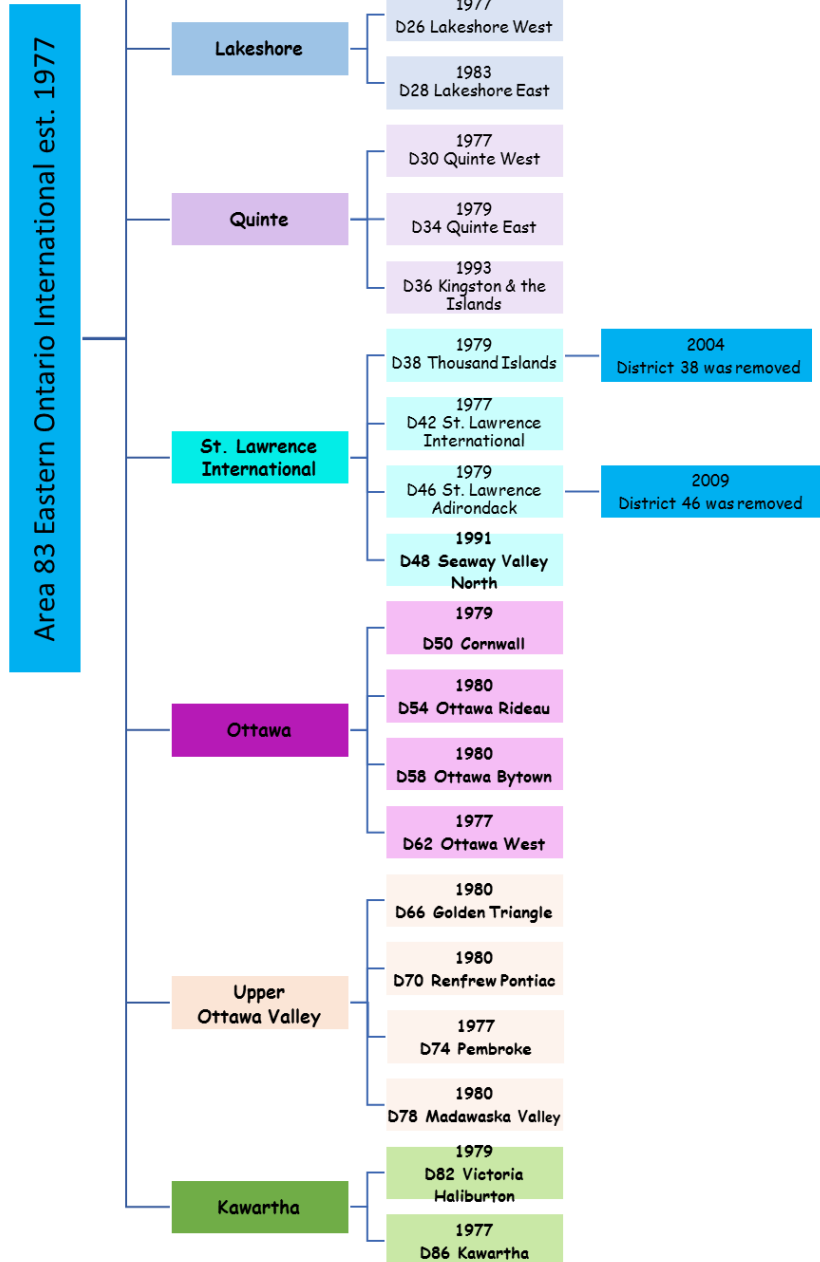 Area 83 Eastern Ontario International est. 1977
Lakeshore
1977
D26 Lakeshore West
1983
D28 Lakeshore East
Quinte
1977
D30 Quinte West
1979
D34 Quinte East
1993
D36 Kingston & the
Islands
St. Lawrence
International
1979
D38 Thousand Islands
2004
District 38 was removed
1977
D42 St. Lawrence
International
1979
D46 St. Lawrence
Adirondack
2009
District 46 was removed
1991
D48 Seaway Valley
North
Ottawa
1979
D50 Cornwall
1980
D54 Ottawa Rideau
1980
D58 Ottawa Bytown
1977
D62 Ottawa West
Upper
Ottawa Valley
1980
D66 Golden Triangle
1980
D70 Renfrew Pontiac
1977
D74 Pembroke
1980
D78 Madawaska Valley
Kawartha
1979
D82 Victoria
Haliburton
1977
D86 Kawartha